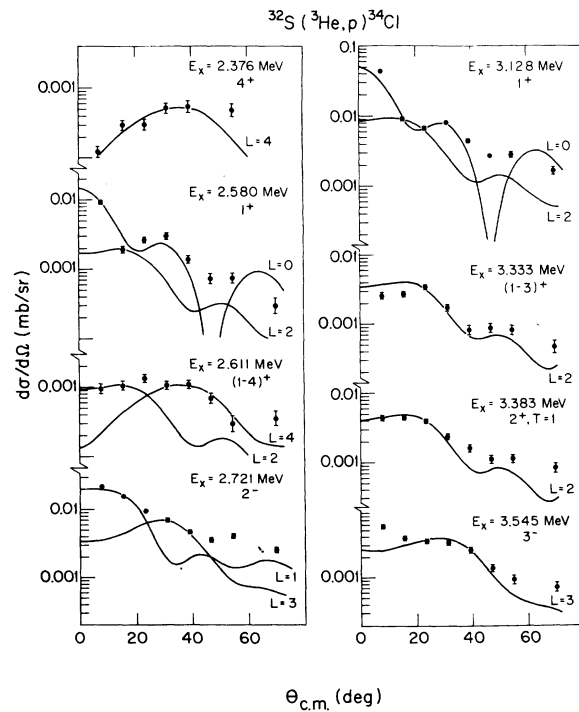 ³²S (³He,p)³⁴Cl
Eₓ = 2.376 MeV
4⁺
0.001
L=4
Eₓ = 2.580 MeV
1⁺
0.01
0.001
L=0
L=2
Eₓ = 2.611 MeV
(1-4)⁺
0.001
L=4
L=2
Eₓ = 2.721 MeV
2⁻
0.01
0.001
L=1
L=3
0 20 40 60 80
0.1
Eₓ = 3.128 MeV
1⁺
0.01
0.001
L=0
L=2
Eₓ = 3.333 MeV
(1-3)⁺
0.001
L=2
Eₓ = 3.383 MeV
2⁺, T=1
0.001
L=2
Eₓ = 3.545 MeV
3⁻
0.001
L=3
0 20 40 60 80
dσ/dΩ (mb/sr)
Θc.m. (deg)